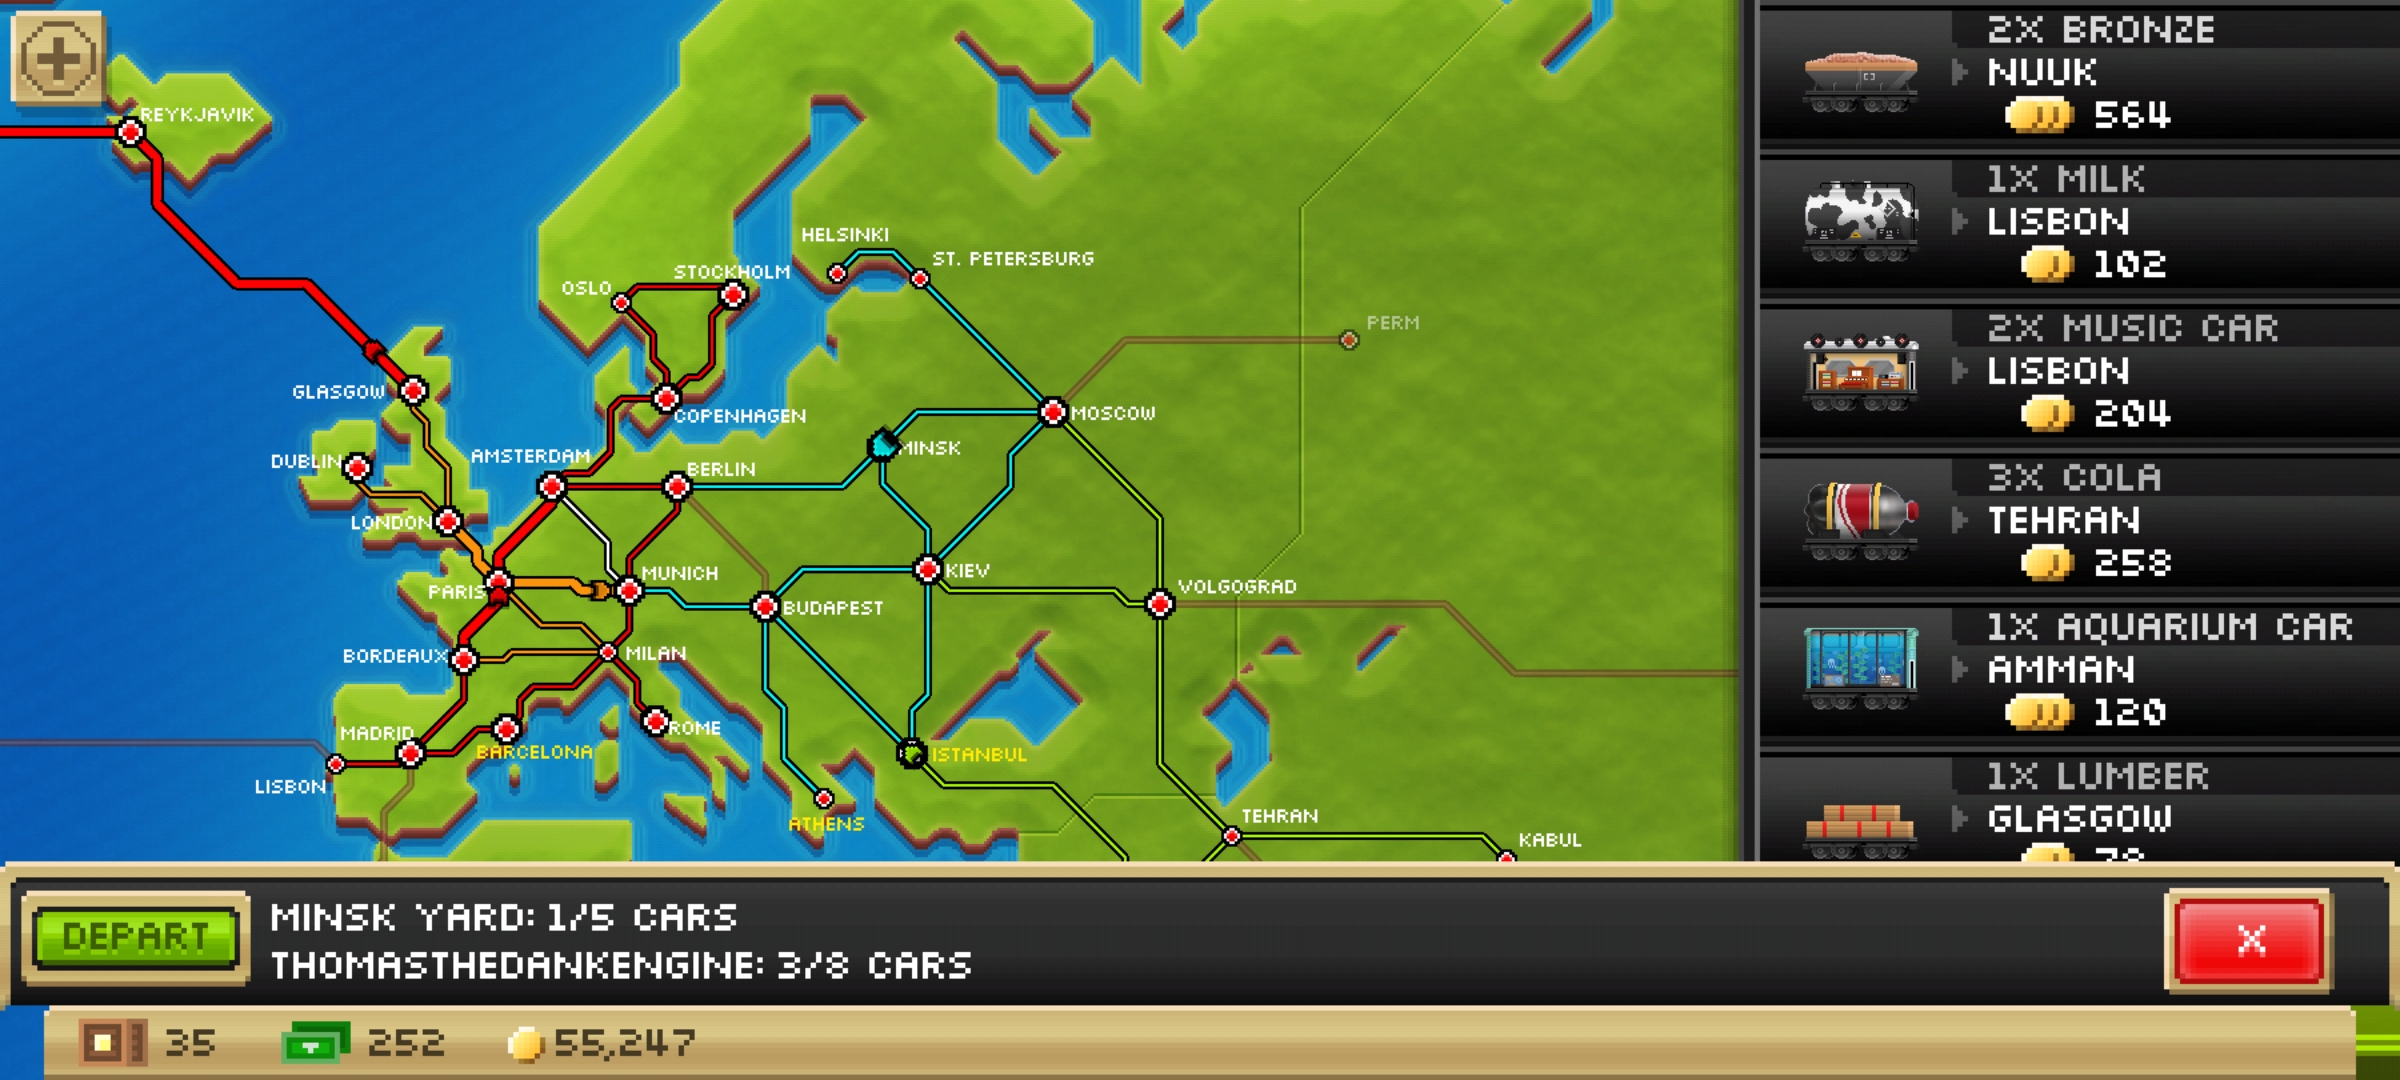 REYKJAVIK
HELSINKI
ST. PETERSBURG
STOCKHOLM
OSLO
PERM
GLASGOW
COPENHAGEN
MOSCOW
MINSK
AMSTERDAM
BERLIN
DUBLIN
LONDON
MUNICH
KIEV
PARIS
VOLGOGRAD
BUDAPEST
BORDEAUX
MILAN
MADRID
ROME
BARCELONA
ISTANBUL
LISBON
ATHENS
TEHRAN
KABUL
2X BRONZE
NUUK
564
1X MILK
LISBON
102
2X MUSIC CAR
LISBON
204
3X COLA
TEHRAN
258
1X AQUARIUM CAR
AMMAN
120
1X LUMBER
GLASGOW
DEPART
MINSK YARD: 1/5 CARS
THOMASTHEDANKENGINE: 3/8 CARS
X
35
252
55,247